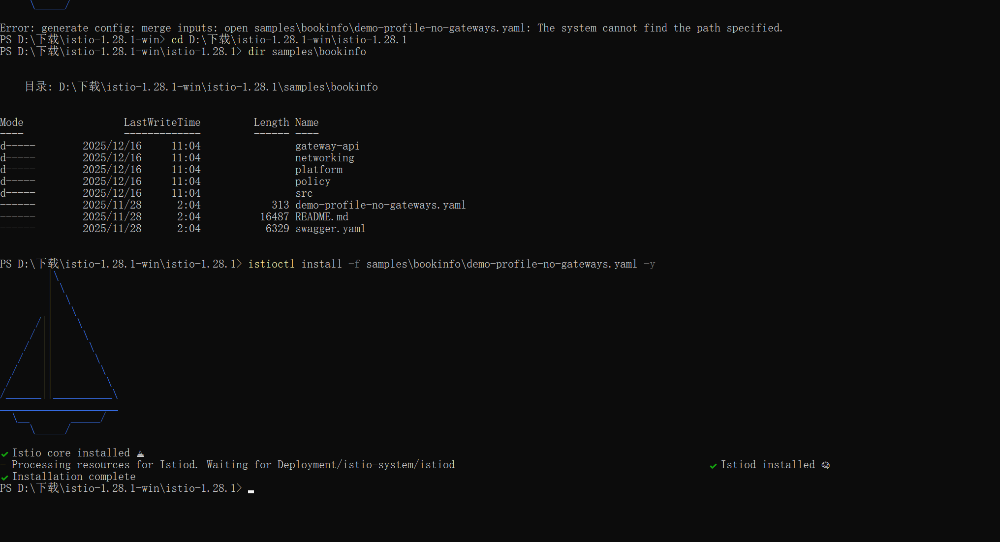 Error: generate config: merge inputs: open samples\bookinfo\demo-profile-no-gateways.yaml: The system cannot find the path specified.
PS D:\下载\istio-1.28.1-win> cd D:\下载\istio-1.28.1-win\istio-1.28.1
PS D:\下载\istio-1.28.1-win\istio-1.28.1> dir samples\bookinfo
目录: D:\下载\istio-1.28.1-win\istio-1.28.1\samples\bookinfo
Mode                 LastWriteTime         Length Name
----                 -------------         ------ ----
d-----        2025/12/16     11:04                gateway-api
d-----        2025/12/16     11:04                networking
d-----        2025/12/16     11:04                platform
d-----        2025/12/16     11:04                policy
d-----        2025/12/16     11:04                src
------        2025/11/28      2:04            313 demo-profile-no-gateways.yaml
------        2025/11/28      2:04          16487 README.md
------        2025/11/28      2:04           6329 swagger.yaml
PS D:\下载\istio-1.28.1-win\istio-1.28.1> istioctl install -f samples\bookinfo\demo-profile-no-gateways.yaml -y
✔ Istio core installed ⛵
- Processing resources for Istiod. Waiting for Deployment/istio-system/istiod ✔ Istiod installed 🧠
✔ Installation complete
PS D:\下载\istio-1.28.1-win\istio-1.28.1>